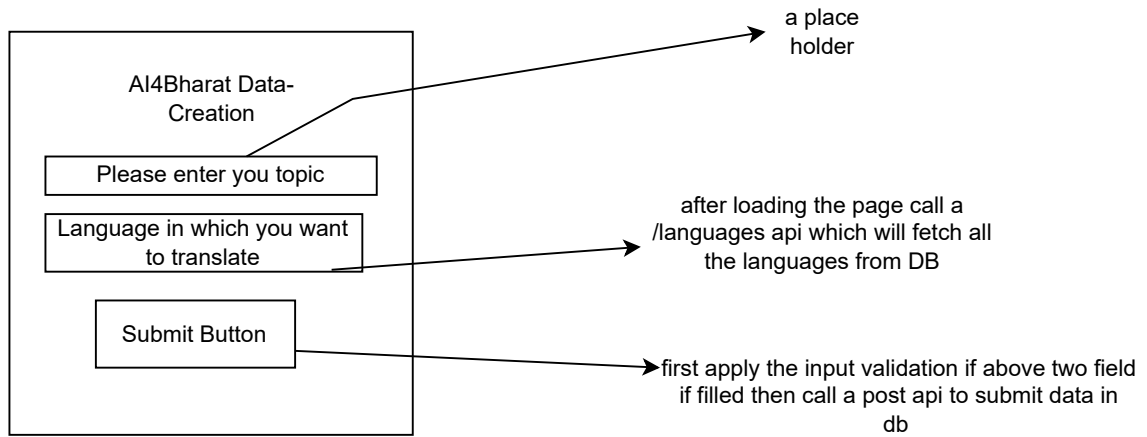 AI4Bharat Data-
Creation
Please enter you topic
Language in which you want
to translate
Submit Button
a place
holder
after loading the page call a
/languages api which will fetch all
the languages from DB
first apply the input validation if above two field
if filled then call a post api to submit data in
db